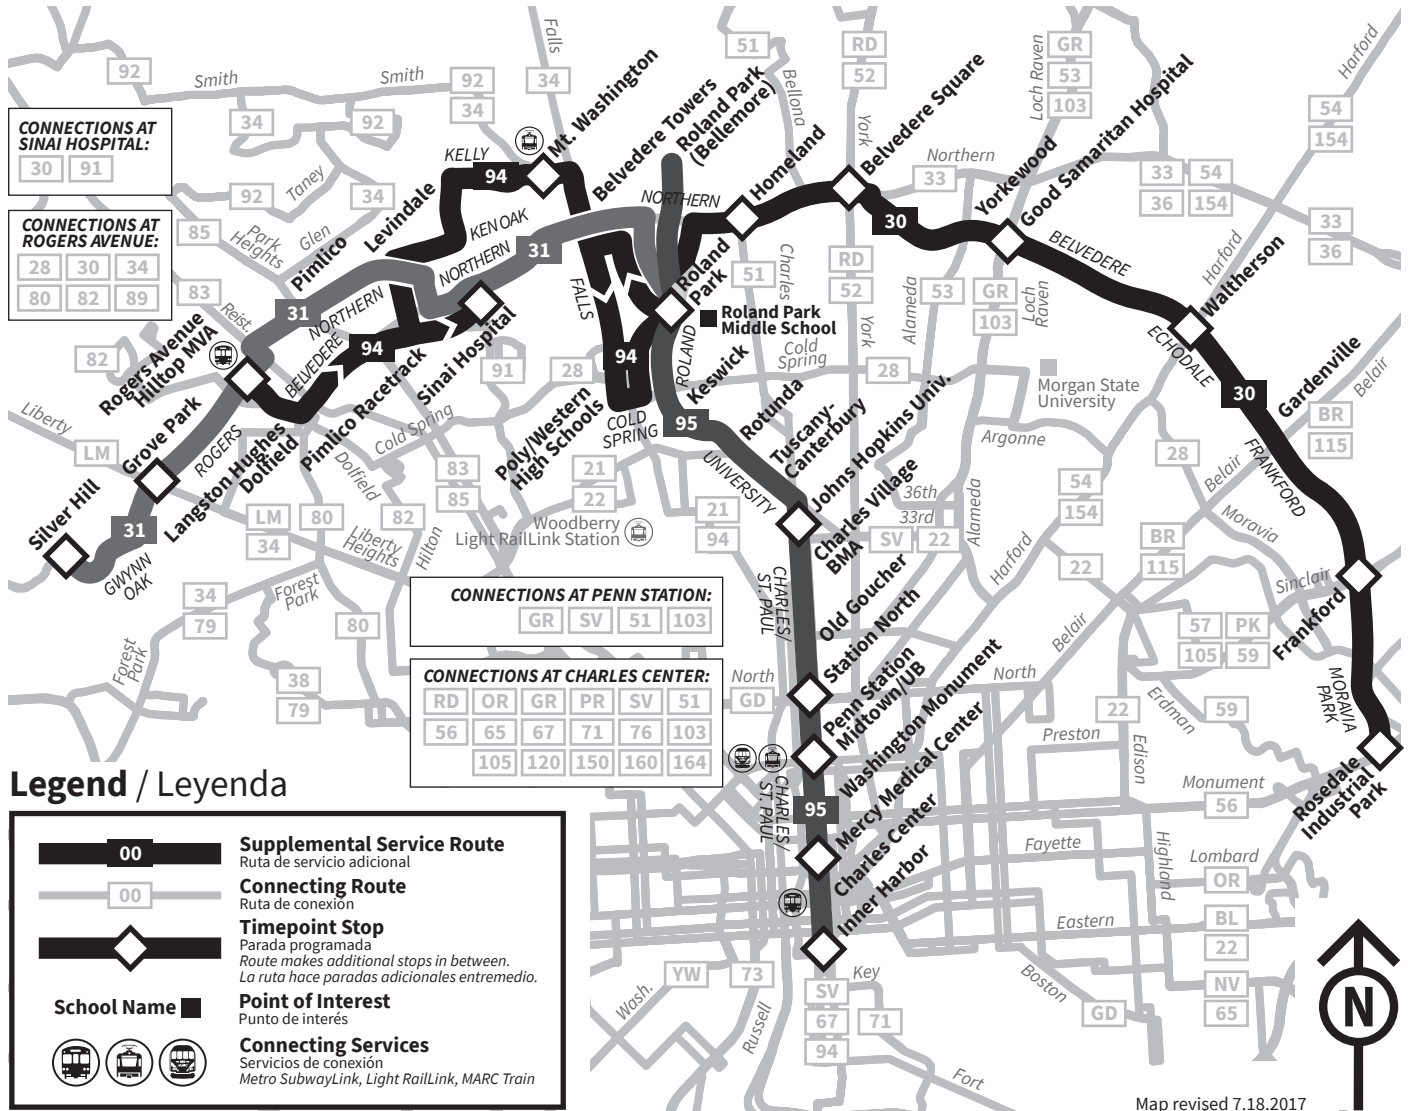 CONNECTIONS AT
SINAI HOSPITAL:
30 91
CONNECTIONS AT
ROGERS AVENUE:
28 30 34
80 82 89
92
Smith
Smith
92
34
34
92
Falls
34
51
Bellona
RD
52
York
Loch Raven
GR
53
103
Harford
54
154
Taney
92
34
85
Park
Heights
Glen
83
Reist.
82
KELLY
94
Mt. Washington
Levindale
KEN OAK
Pimlico
NORTHERN
31
Belvedere Towers
Roland Park
(Bellemore)
NORTHERN
Homeland
Belvedere Square
Northern
33
30
Yorkewood
Good Samaritan Hospital
33 54
36 154
33
36
BELVEDERE
Harford
Waltherson
31
NORTHERN
BELVEDERE
94
Rogers Avenue
Hilltop MVA
Pimlico Racetrack
Sinai Hospital
FALLS
94
Roland
Park
ROLAND
Roland Park
Middle School
51
Charles
RD
52
York
Alameda
53
GR
103
Loch
Raven
Cold
Spring
28
Morgan State
University
ECHODALE
30
Gardenville
Belair
BR
115
FRANKFORD
Liberty
LM
Grove Park
ROGERS
Langston Hughes
Dolfield
Cold Spring
91
28
Poly/Western
High Schools
COLD
SPRING
95
Keswick
Rotunda
Tuscany-
Canterbury
Johns Hopkins Univ.
UNIVERSITY
Argonne
28
Belair
Moravia
Silver Hill
31
GWYNN
OAK
LM
34
80
Dolfield
82
Liberty
Heights
Hilton
83
85
21
22
Woodberry
Light RailLink Station
21
94
Charles Village
BMA
36th
33rd
SV 22
Alameda
54
154
Harford
22
BR
115
Sinclair
Frankford
34
79
Forest
Park
Forest
Park
80
38
79
CONNECTIONS AT PENN STATION:
GR SV 51 103
CHARLES/
ST. PAUL
Old Goucher
Station North
Belair
57 PK
105 59
MORAVIA
PARK
CONNECTIONS AT CHARLES CENTER:
RD OR GR PR SV 51
56 65 67 71 76 103
105 120 150 160 164
North
GD
Penn Station
Midtown/UB
Washington Monument
North
Erdman
22
59
Edison
Preston
Monument
56
Rosedale
Industrial
Park
CHARLES/
ST. PAUL
95
Mercy Medical Center
Charles Center
Inner Harbor
Fayette
Highland
Lombard
OR
BL
22
Eastern
NV
65
Boston
GD
YW
73
Wash.
Russell
Key
SV
67
94
71
Fort
Legend / Leyenda
00
Supplemental Service Route
Ruta de servicio adicional
00
Connecting Route
Ruta de conexión
Timepoint Stop
Parada programada
Route makes additional stops in between.
La ruta hace paradas adicionales entremedio.
School Name
Point of Interest
Punto de interés
Connecting Services
Servicios de conexión
Metro SubwayLink, Light RailLink, MARC Train
N
Map revised 7.18.2017